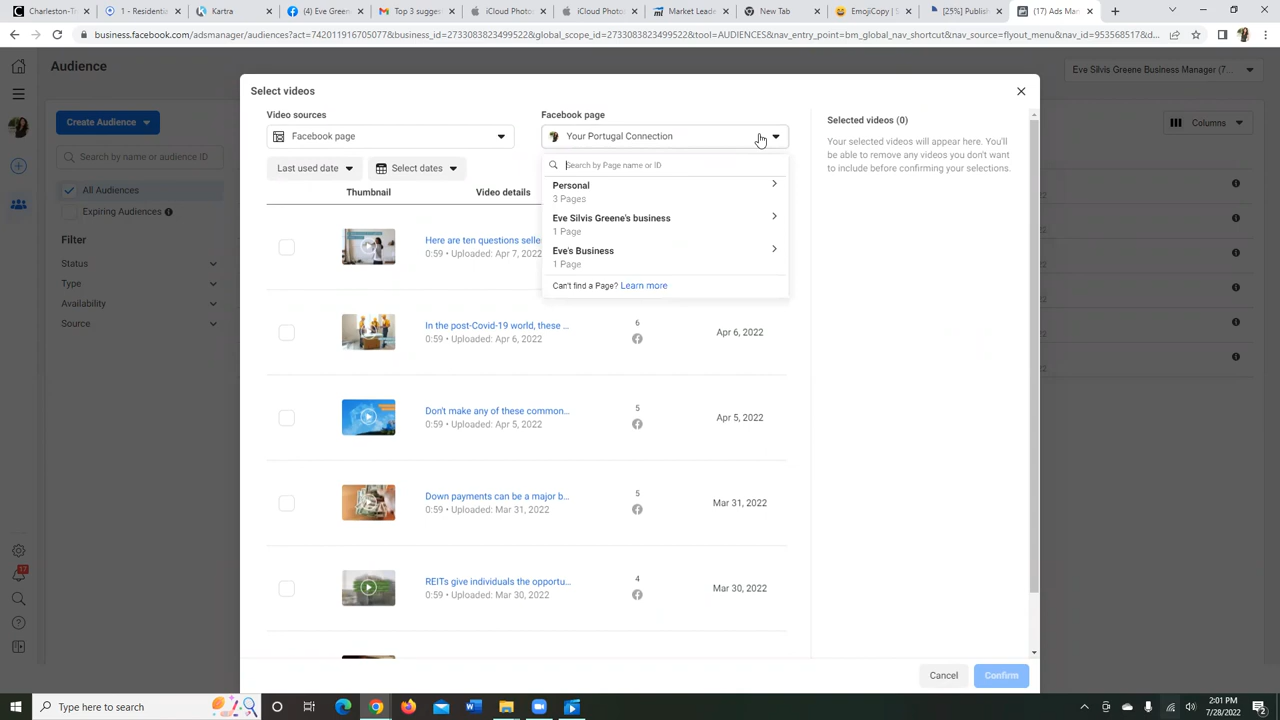 Charleston-Tr
(1) Eve Green
Kartra
(3) faceboo
Top 3 sugges
(2) Facebook
Market Leade
New Tab
EmojiCopy | S
[25%] Publish
(17) Ads Man
business.facebook.com/adsmanager/audiences?act=742011916705077&business_id=2733083823499522&global_scope_id=2733083823499522&tool=AUDIENCES&nav_entry_point=bm_global_nav_shortcut&nav_source=flyout_menu&nav_id=953568517&d...
Audience
Eve Silvis Greene Business Manager (7...
Create Audience
Search by name or audience ID
Columns
All Audiences
Expiring Audiences
Filter
Status
Type
Availability
Source
17
Select videos
Video sources
Facebook page
Facebook page
Your Portugal Connection
Last used date
Select dates
Search by Page name or ID
Personal
3 Pages
Eve Silvis Greene's business
1 Page
Eve's Business
1 Page
Can't find a Page? Learn more
Thumbnail
Video details
Here are ten questions selle
0:59 • Uploaded: Apr 7, 2022
In the post-Covid-19 world, these ...
0:59 • Uploaded: Apr 6, 2022
6
Apr 6, 2022
Don't make any of these common...
0:59 • Uploaded: Apr 5, 2022
5
Apr 5, 2022
Down payments can be a major b...
0:59 • Uploaded: Mar 31, 2022
5
Mar 31, 2022
REITs give individuals the opportu...
0:59 • Uploaded: Mar 30, 2022
4
Mar 30, 2022
Selected videos (0)
Your selected videos will appear here. You'll
be able to remove any videos you don't want
to include before confirming your selections.
Cancel
Confirm
Type here to search
2:01 PM
7/28/2022